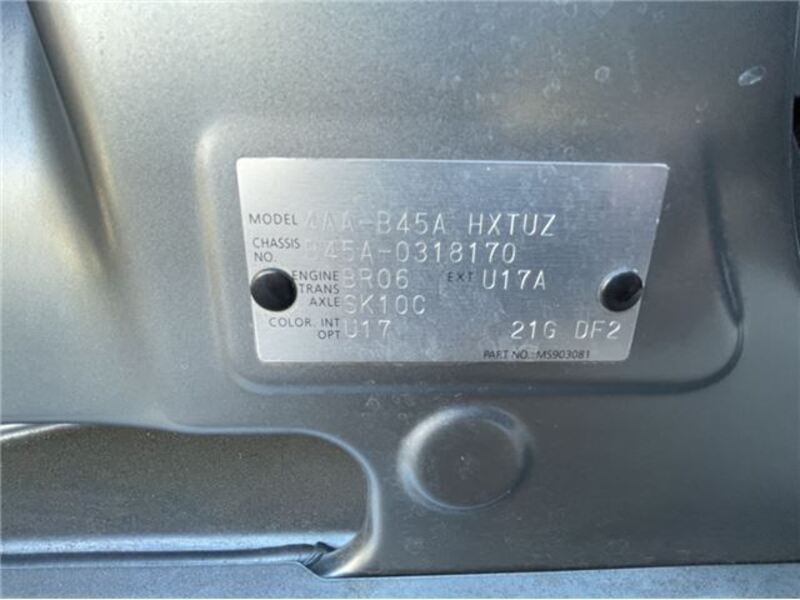 MODEL 4AA-B45A HXTUZ
CHASSIS NO. B45A-0318170
ENGINE BR06 EXT U17A
TRANS AXLE SK10C
COLOR. INT OPT U17 21G DF2
PART NO.: MS903081